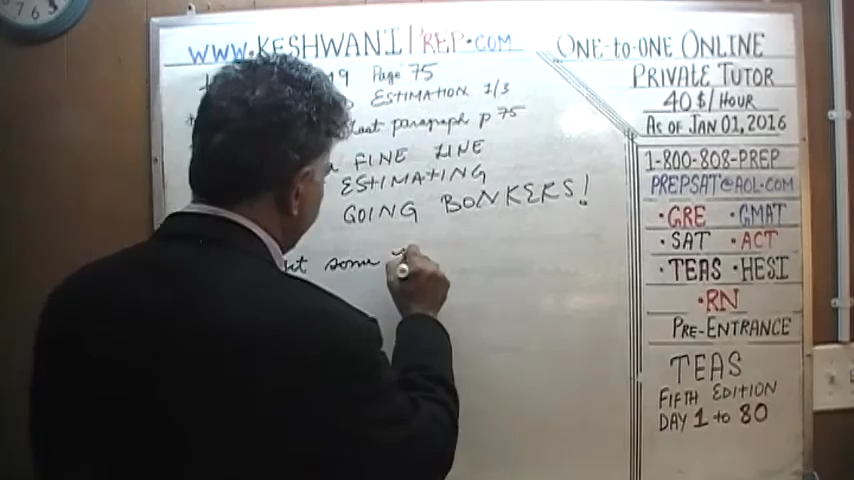 WWW.KESHWANIPREP.COM
19 Page 75
ESTIMATION 1/3
Last paragraph p 75
FINE LINE
ESTIMATING
GOING BONKERS!
some
ONE-TO-ONE ONLINE
PRIVATE TUTOR
40 $/HOUR
AS OF JAN 01, 2016
1-800-808-PREP
PREPSAT@AOL.COM
•GRE •GMAT
•SAT •ACT
•TEAS •HESI
•RN
PRE-ENTRANCE
TEAS
FIFTH EDITION
DAY 1 to 80